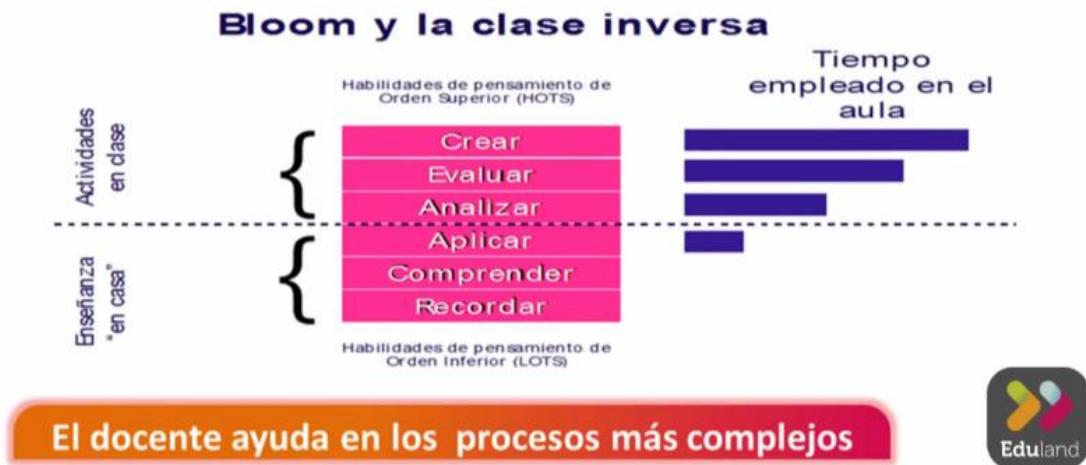 Bloom y la clase inversa
Tiempo
empleado en el
aula
Habilidades de pensamiento de
Orden Superior (HOTS)
Actividades
en clase
Crear
Evaluar
Analizar
Aplicar
Comprender
Recordar
Enseñanza
"en casa"
Habilidades de pensamiento de
Orden Inferior (LOTS)
El docente ayuda en los procesos más complejos
Eduland